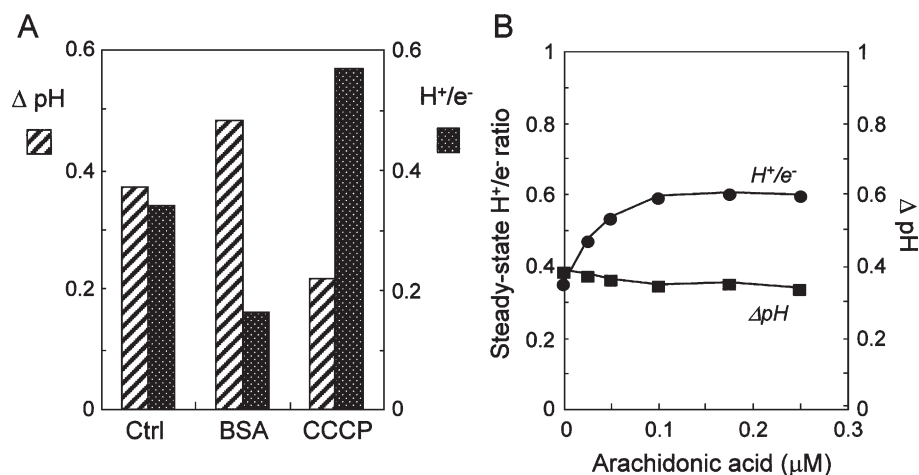 A
0.6
0.4
0.2
0
Δ pH
0.6
0.4
0.2
0
H⁺/e⁻
Ctrl BSA CCCP
B
Steady-state H⁺/e⁻ ratio
1
0.8
0.6
0.4
0.2
0
H⁺/e⁻
ΔpH
1
0.8
0.6
0.4
0.2
0
Δ pH
0 0.1 0.2 0.3
Arachidonic acid (μM)